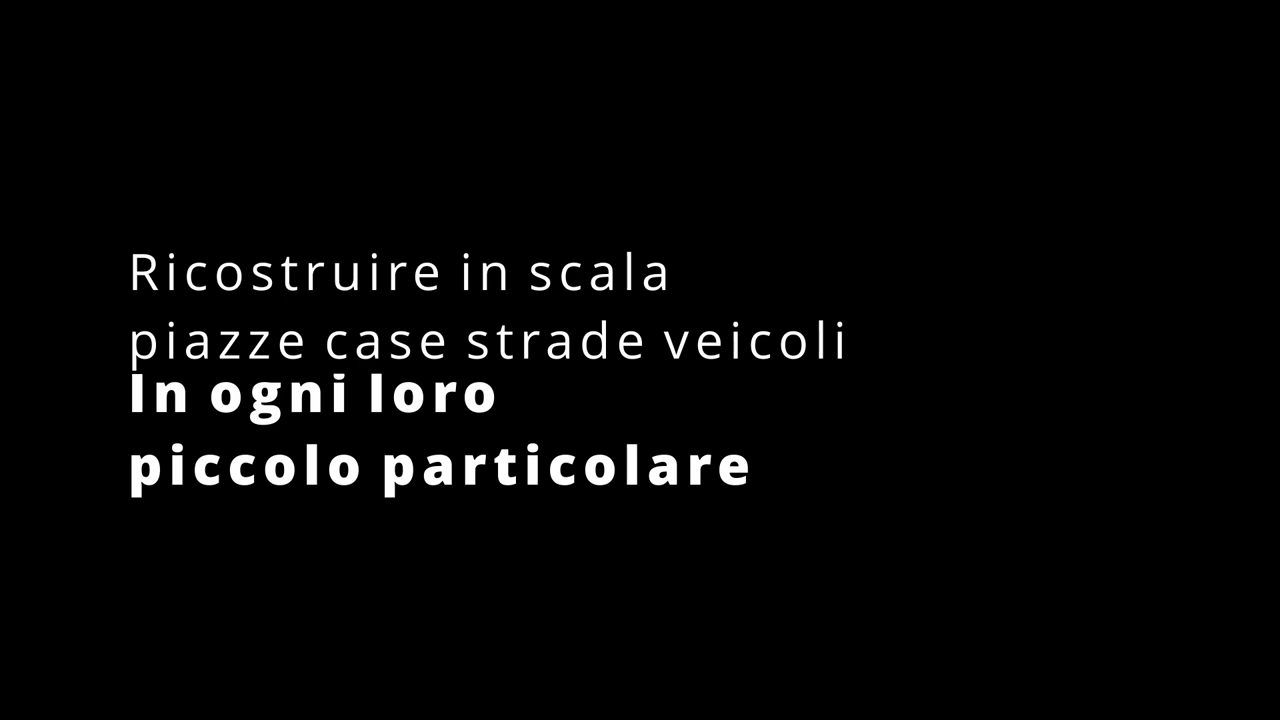 Ricostruire in scala
piazze case strade veicoli
In ogni loro
piccolo particolare